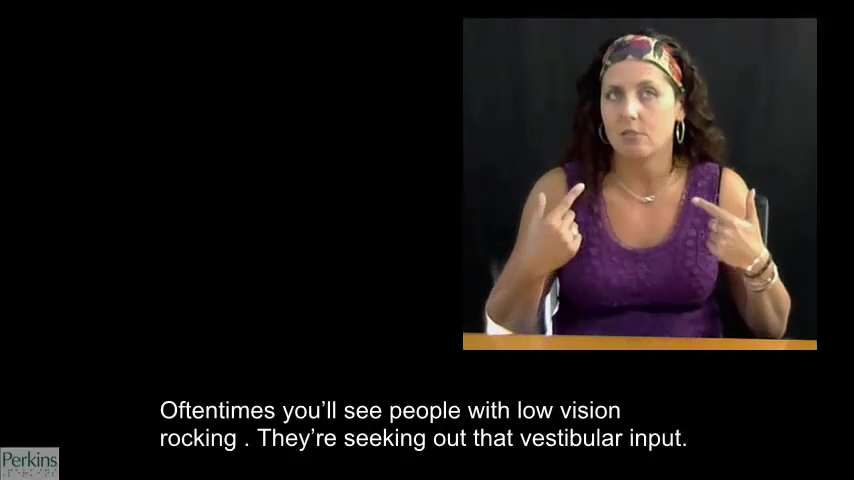 Oftentimes you’ll see people with low vision
rocking . They’re seeking out that vestibular input.
Perkins